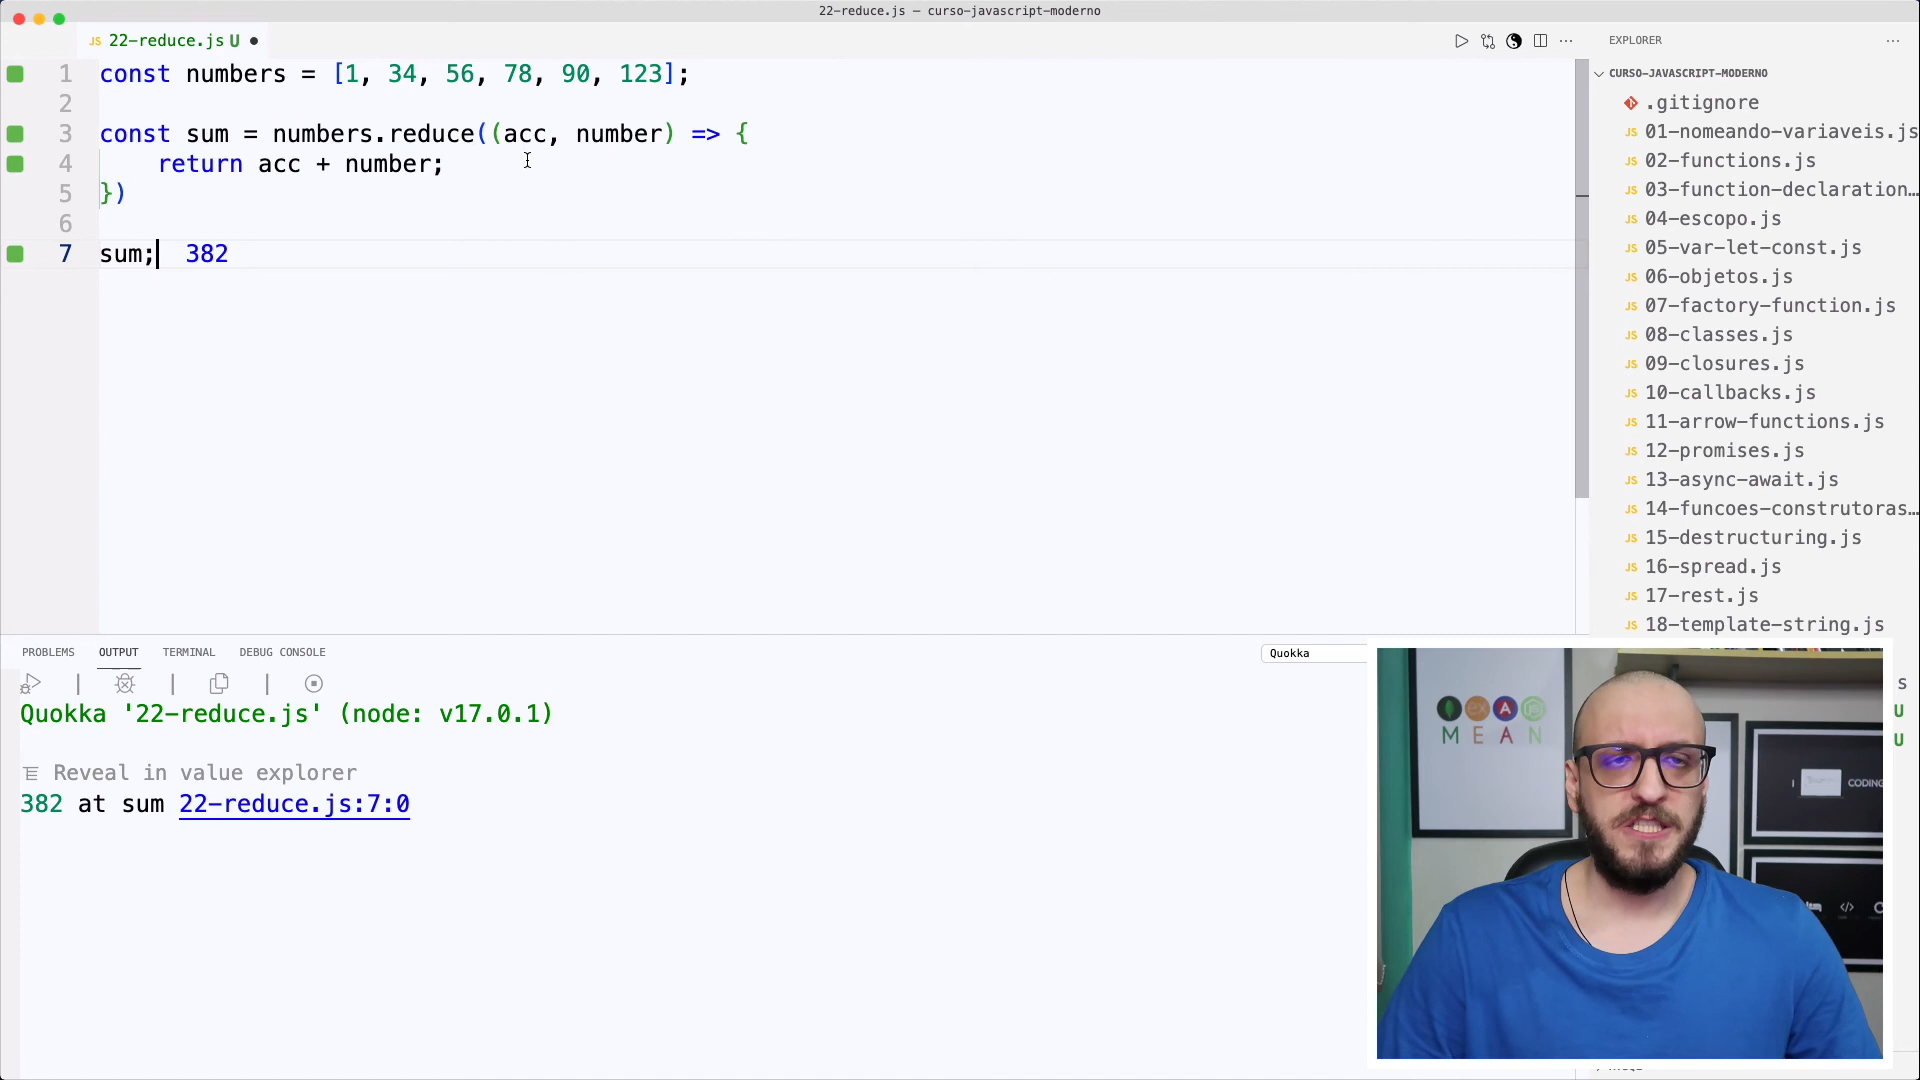 22-reduce.js — curso-javascript-moderno
JS 22-reduce.js U
EXPLORER
1 const numbers = [1, 34, 56, 78, 90, 123];
2
3 const sum = numbers.reduce((acc, number) => {
4 return acc + number;
5 })
6
7 sum; 382
CURSO-JAVASCRIPT-MODERNO
.gitignore
JS 01-nomeando-variaveis.js
JS 02-functions.js
JS 03-function-declaration…
JS 04-escopo.js
JS 05-var-let-const.js
JS 06-objetos.js
JS 07-factory-function.js
JS 08-classes.js
JS 09-closures.js
JS 10-callbacks.js
JS 11-arrow-functions.js
JS 12-promises.js
JS 13-async-await.js
JS 14-funcoes-construtoras…
JS 15-destructuring.js
JS 16-spread.js
JS 17-rest.js
JS 18-template-string.js
S
U
U
PROBLEMS OUTPUT TERMINAL DEBUG CONSOLE
Quokka
Quokka '22-reduce.js' (node: v17.0.1)
Reveal in value explorer
382 at sum 22-reduce.js:7:0
ex A
MEAN
I
CODING
</>